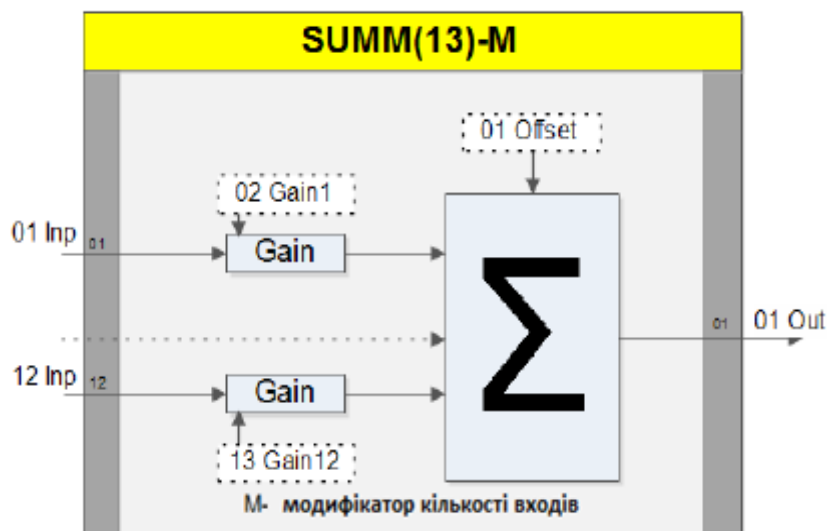 SUMM(13)-M
01 Offset
02 Gain1
01 Inp 01 Gain
Σ
01 01 Out
12 Inp 12 Gain
13 Gain12
M- модифікатор кількості входів